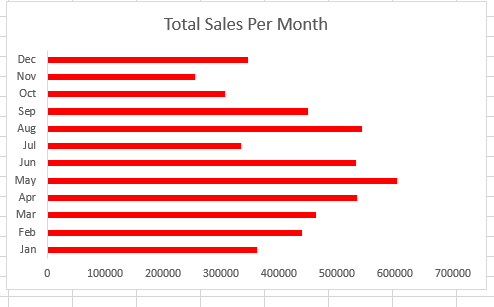 Total Sales Per Month
Dec
Nov
Oct
Sep
Aug
Jul
Jun
May
Apr
Mar
Feb
Jan
0 100000 200000 300000 400000 500000 600000 700000